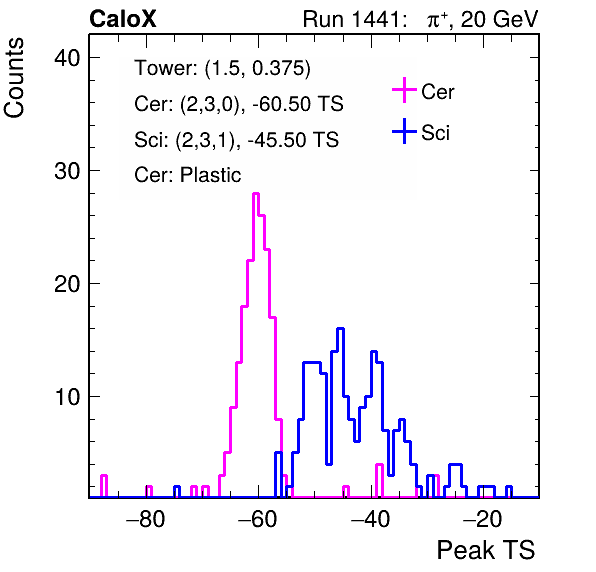 CaloX Run 1441: π⁺, 20 GeV
Counts
Tower: (1.5, 0.375)
Cer: (2,3,0), -60.50 TS
Sci: (2,3,1), -45.50 TS
Cer: Plastic
Cer
Sci
40
30
20
10
−80 −60 −40 −20
Peak TS